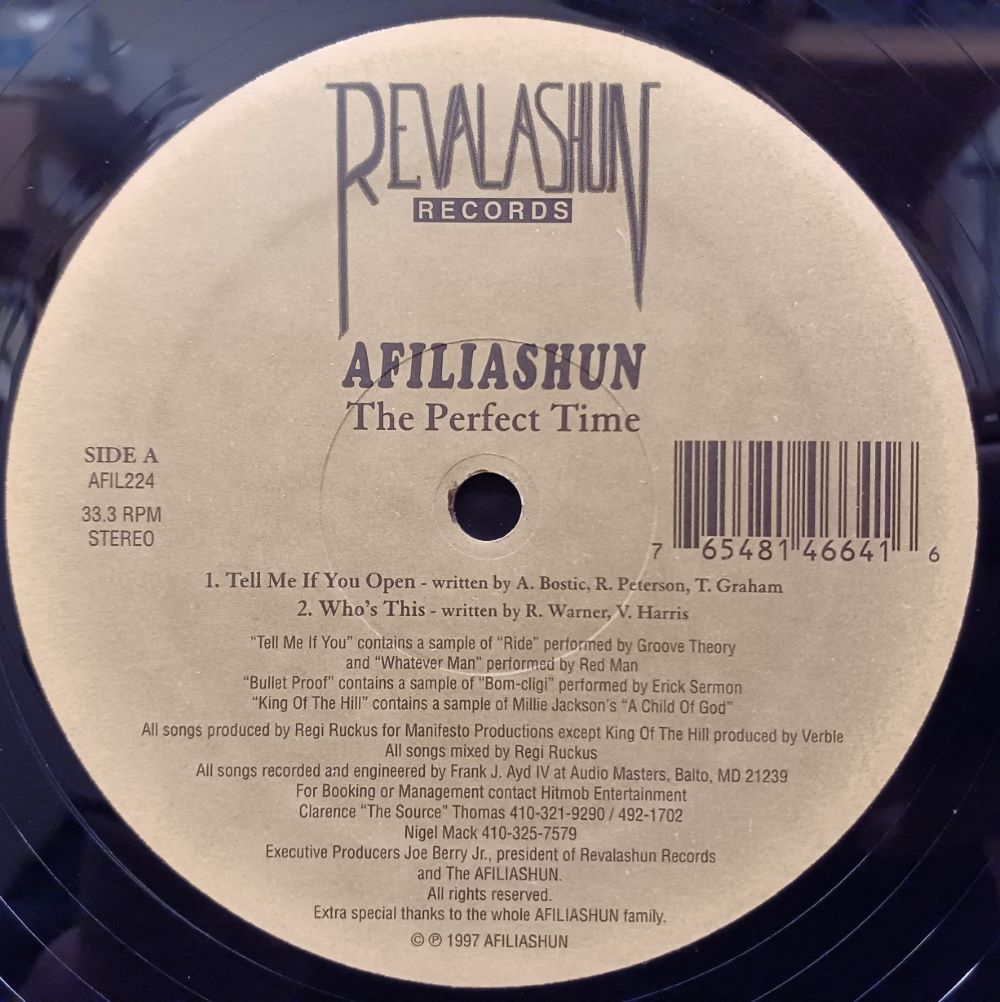 REVALASHUN
RECORDS
AFILIASHUN
The Perfect Time
SIDE A
AFIL224
33.3 RPM
STEREO
7 65481 46641 6
1. Tell Me If You Open - written by A. Bostic, R. Peterson, T. Graham
2. Who's This - written by R. Warner, V. Harris
"Tell Me If You" contains a sample of "Ride" performed by Groove Theory
and "Whatever Man" performed by Red Man
"Bullet Proof" contains a sample of "Bom-cligi" performed by Erick Sermon
"King Of The Hill" contains a sample of Millie Jackson's "A Child Of God"
All songs produced by Regi Ruckus for Manifesto Productions except King Of The Hill produced by Verble
All songs mixed by Regi Ruckus
All songs recorded and engineered by Frank J. Ayd IV at Audio Masters, Balto, MD 21239
For Booking or Management contact Hitmob Entertainment
Clarence "The Source" Thomas 410-321-9290 / 492-1702
Nigel Mack 410-325-7579
Executive Producers Joe Berry Jr., president of Revalashun Records
and The AFILIASHUN.
All rights reserved.
Extra special thanks to the whole AFILIASHUN family.
© ℗ 1997 AFILIASHUN